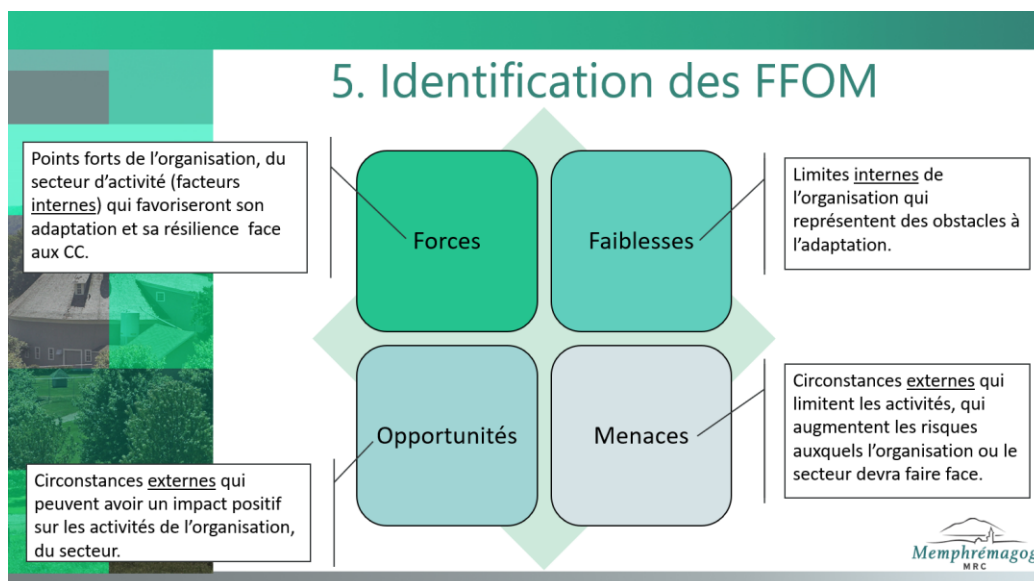 5. Identification des FFOM
Points forts de l'organisation, du
secteur d'activité (facteurs
internes) qui favoriseront son
adaptation et sa résilience face
aux CC.
Forces
Faiblesses
Limites internes de
l'organisation qui
représentent des obstacles à
l'adaptation.
Opportunités
Menaces
Circonstances externes qui
limitent les activités, qui
augmentent les risques
auxquels l'organisation ou le
secteur devra faire face.
Circonstances externes qui
peuvent avoir un impact positif
sur les activités de l'organisation,
du secteur.
Memphrémagog
MRC